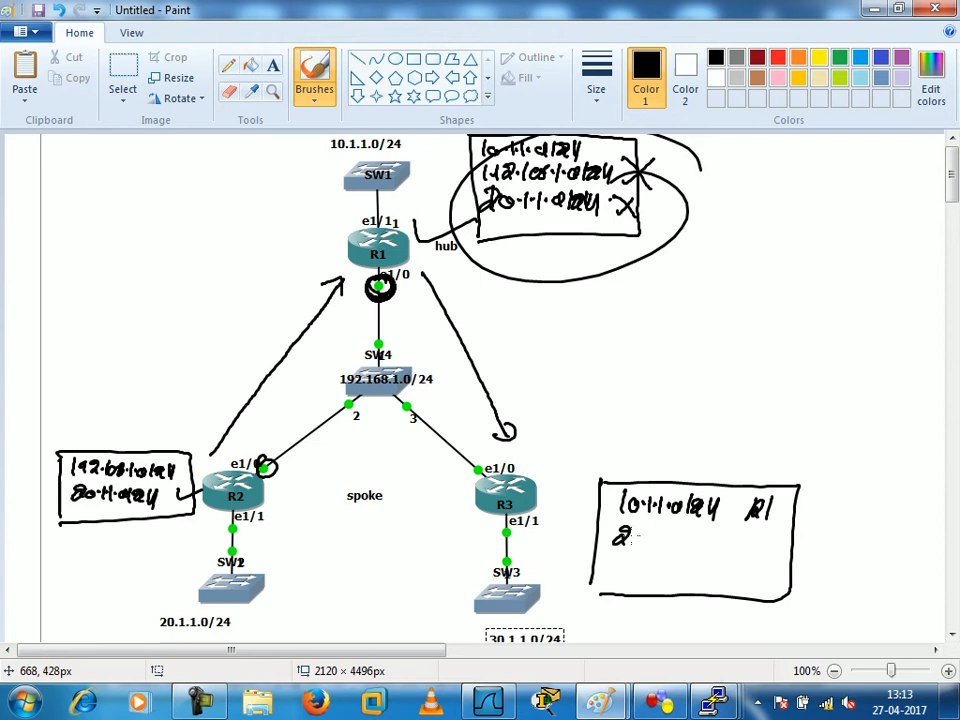 Untitled - Paint
Home
View
Paste
Cut
Copy
Clipboard
Select
Crop
Resize
Rotate
Image
Tools
Brushes
Outline
Fill
Shapes
Size
Color 1
Color 2
Edit colors
Colors
10.1.1.0/24
SW1
e1/1
1
R1
hub
e1/0
10.1.1.0/24
192.168.1.0/24
20.1.1.0/24
SW4
192.168.1.0/24
2
3
192.168.1.0/24
20.1.1.0/24
e1/0
R2
e1/1
spoke
e1/0
R3
e1/1
10.1.1.0/24 R1
2
SW2
SW3
20.1.1.0/24
30.1.1.0/24
668, 428px
2120 × 4496px
100%
13:13
27-04-2017